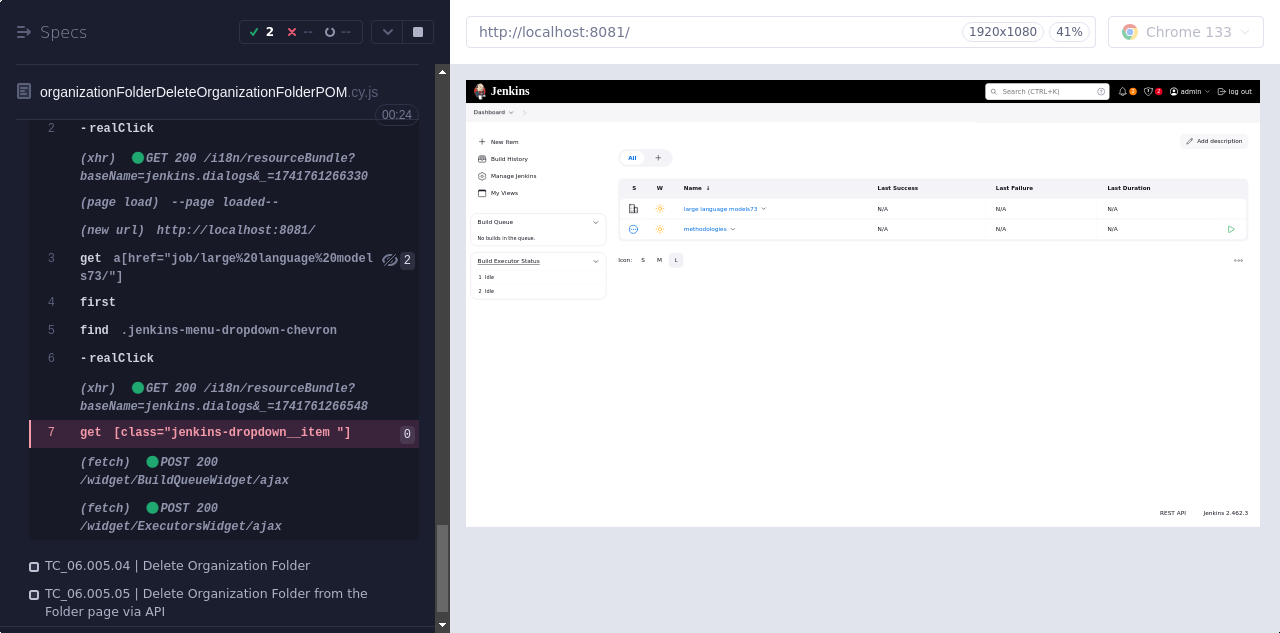 Specs
2 -- --
organizationFolderDeleteOrganizationFolderPOM.cy.js
00:24
2 -realClick
(xhr) GET 200 /i18n/resourceBundle?
baseName=jenkins.dialogs&_=1741761266330
(page load) --page loaded--
(new url) http://localhost:8081/
3 get a[href="job/large%20language%20model
s73/"] 2
4 first
5 find .jenkins-menu-dropdown-chevron
6 -realClick
(xhr) GET 200 /i18n/resourceBundle?
baseName=jenkins.dialogs&_=1741761266548
7 get [class="jenkins-dropdown__item "] 0
(fetch) POST 200
/widget/BuildQueueWidget/ajax
(fetch) POST 200
/widget/ExecutorsWidget/ajax
TC_06.005.04 | Delete Organization Folder
TC_06.005.05 | Delete Organization Folder from the
Folder page via API
http://localhost:8081/ 1920x1080 41% Chrome 133
Jenkins Search (CTRL+K) 2 2 admin log out
Dashboard
New Item
Build History
Manage Jenkins
My Views
Build Queue
No builds in the queue.
Build Executor Status
1 Idle
2 Idle
Add description
All +
S W Name ↓ Last Success Last Failure Last Duration
large language models73 N/A N/A N/A
methodologies N/A N/A N/A
Icon: S M L
REST API Jenkins 2.462.3